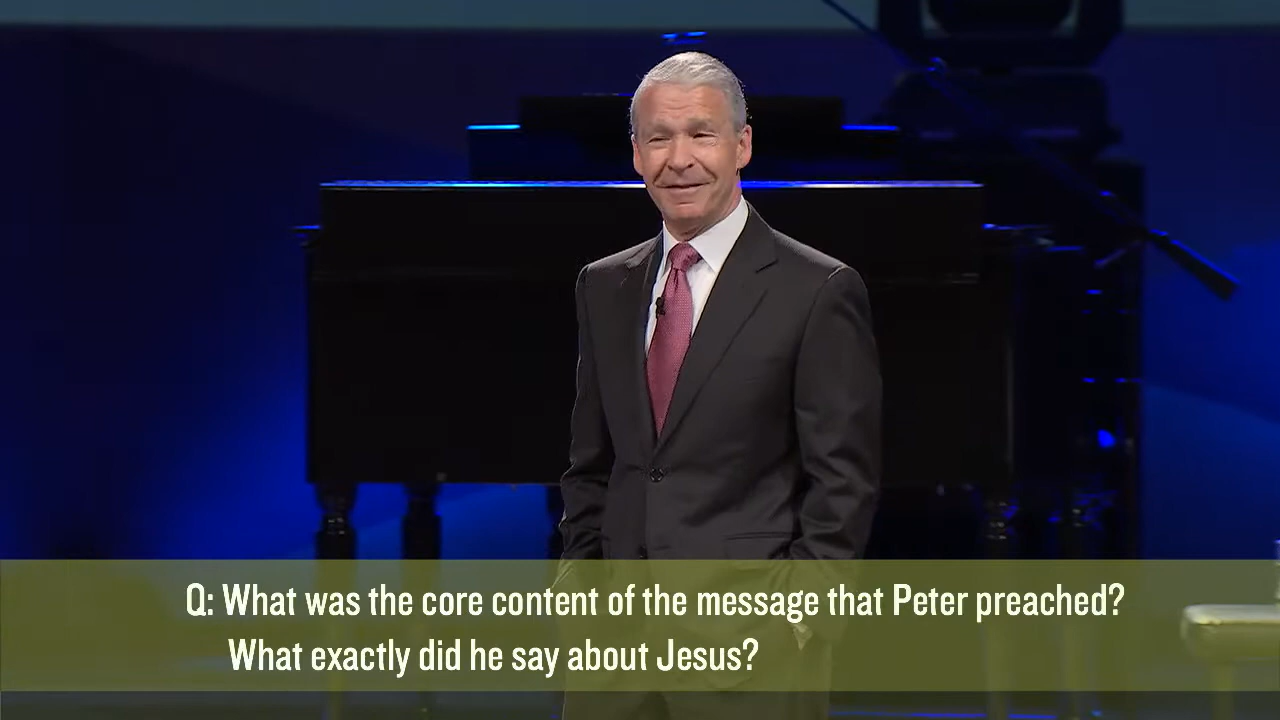 Q: What was the core content of the message that Peter preached?
What exactly did he say about Jesus?